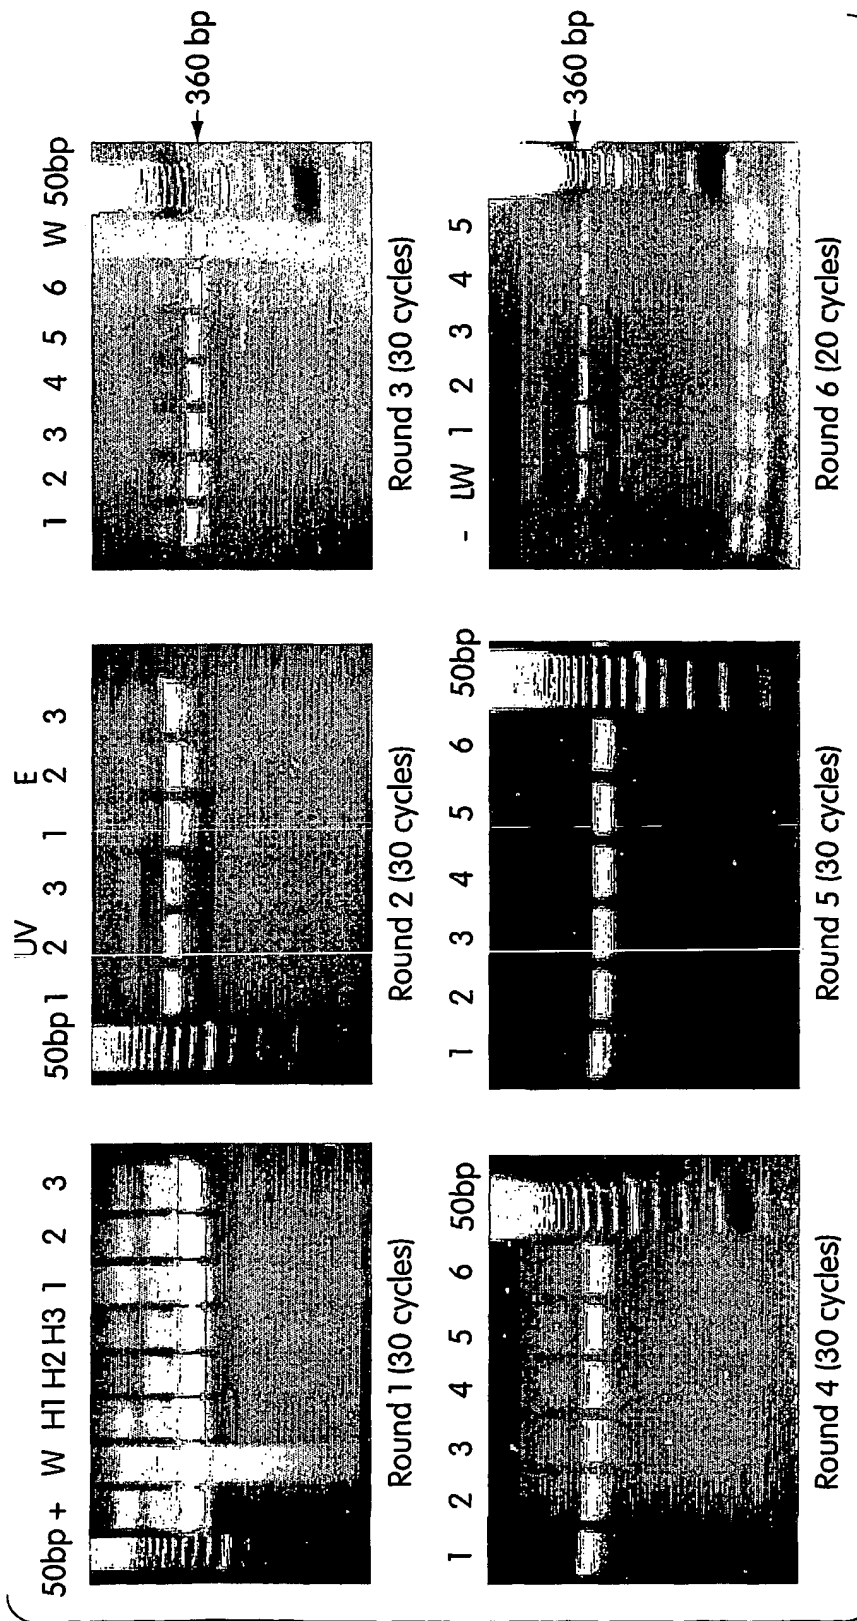 50bp + W H1 H2 H3 1 2 3
Round 1 (30 cycles)
UV E
50bp 1 2 3 1 2 3
Round 2 (30 cycles)
1 2 3 4 5 6 W 50bp
360 bp
Round 3 (30 cycles)
1 2 3 4 5 6 50bp
Round 4 (30 cycles)
1 2 3 4 5 6 50bp
Round 5 (30 cycles)
- LW 1 2 3 4 5
360 bp
Round 6 (20 cycles)